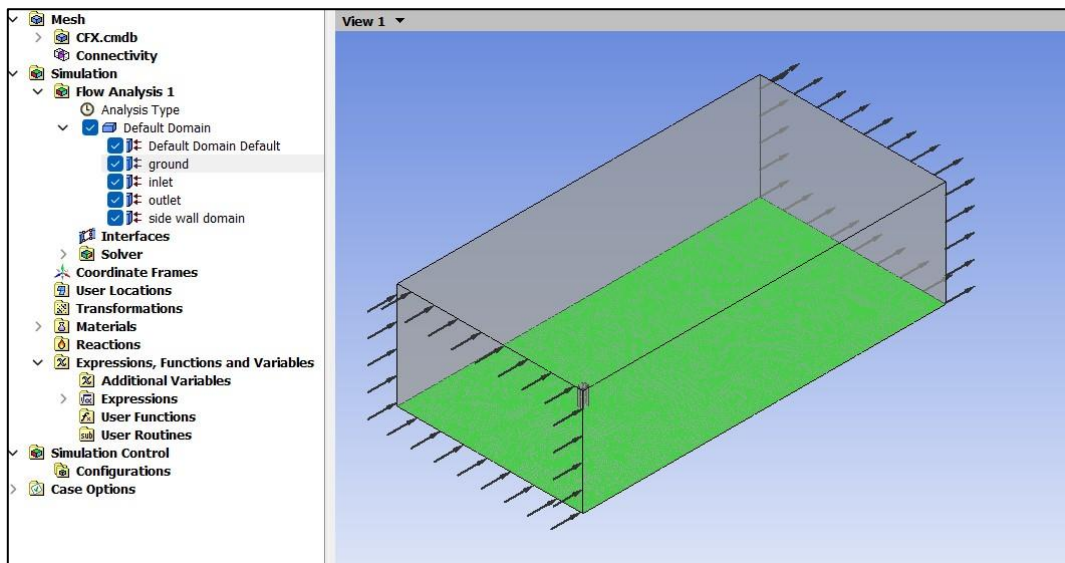 Mesh
CFX.cmdb
Connectivity
Simulation
Flow Analysis 1
Analysis Type
Default Domain
Default Domain Default
ground
inlet
outlet
side wall domain
Interfaces
Solver
Coordinate Frames
User Locations
Transformations
Materials
Reactions
Expressions, Functions and Variables
Additional Variables
Expressions
User Functions
User Routines
Simulation Control
Configurations
Case Options
View 1